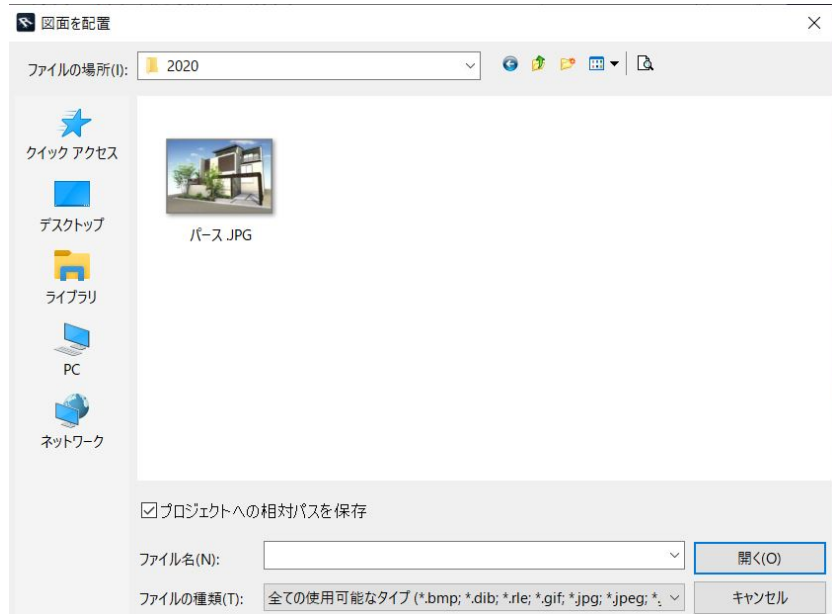 図面を配置
ファイルの場所(I):
2020
クイック アクセス
デスクトップ
ライブラリ
PC
ネットワーク
パース.JPG
プロジェクトへの相対パスを保存
ファイル名(N):
開く(O)
ファイルの種類(T):
全ての使用可能なタイプ (*.bmp; *.dib; *.rle; *.gif; *.jpg; *.jpeg; *.
キャンセル